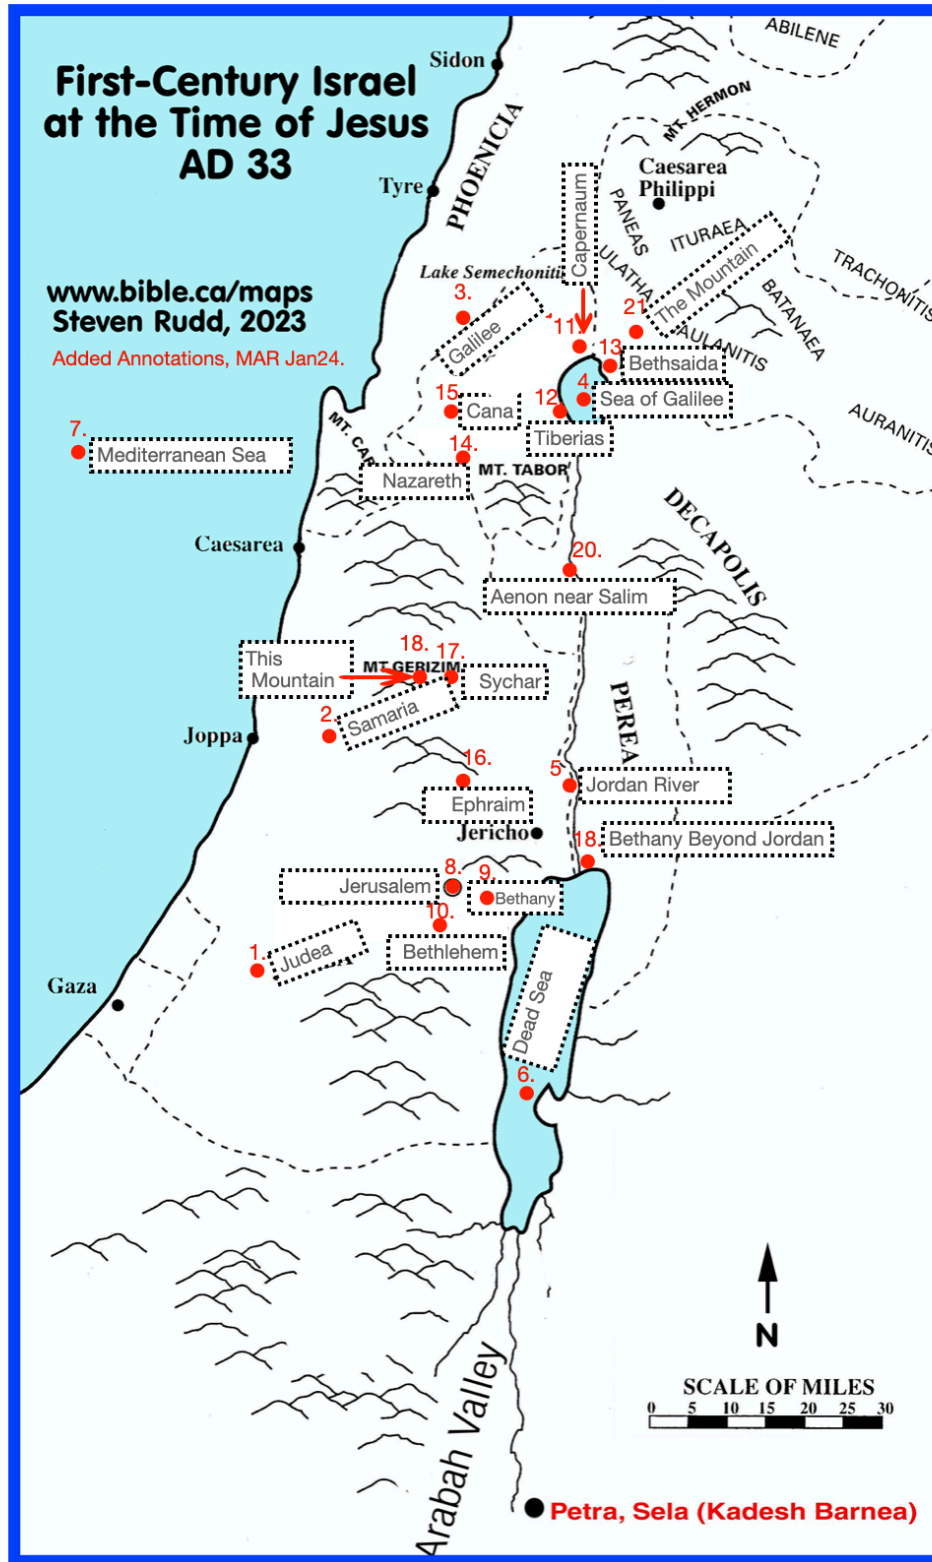 ABILENE
Sidon
First-Century Israel
at the Time of Jesus
AD 33
MT. HERMON
PHOENICIA
Caesarea
Philippi
Tyre
Capernaum
PANEAS
ITURAEA
ULATHA
The Mountain
TRACHONITIS
Lake Semechonitis
www.bible.ca/maps
Steven Rudd, 2023
BATANAEA
3.
Galilee
21.
AULANITIS
11.
13
Bethsaida
Added Annotations, MAR Jan24.
4
Sea of Galilee
15.
Cana
12
Tiberias
AURANITIS
7.
Mediterranean Sea
MT. CAR
14.
Nazareth
MT. TABOR
DECAPOLIS
Caesarea
20.
Aenon near Salim
18.
17.
This
Mountain
MT GERIZIM
Sychar
Samaria
2.
PEREA
Joppa
16.
Ephraim
5
Jordan River
Jericho
18.
Bethany Beyond Jordan
Jerusalem
8.
9.
Bethany
10.
Bethlehem
1.
Judea
Gaza
Dead Sea
6.
N
Arabah Valley
SCALE OF MILES
0 5 10 15 20 25 30
Petra, Sela (Kadesh Barnea)